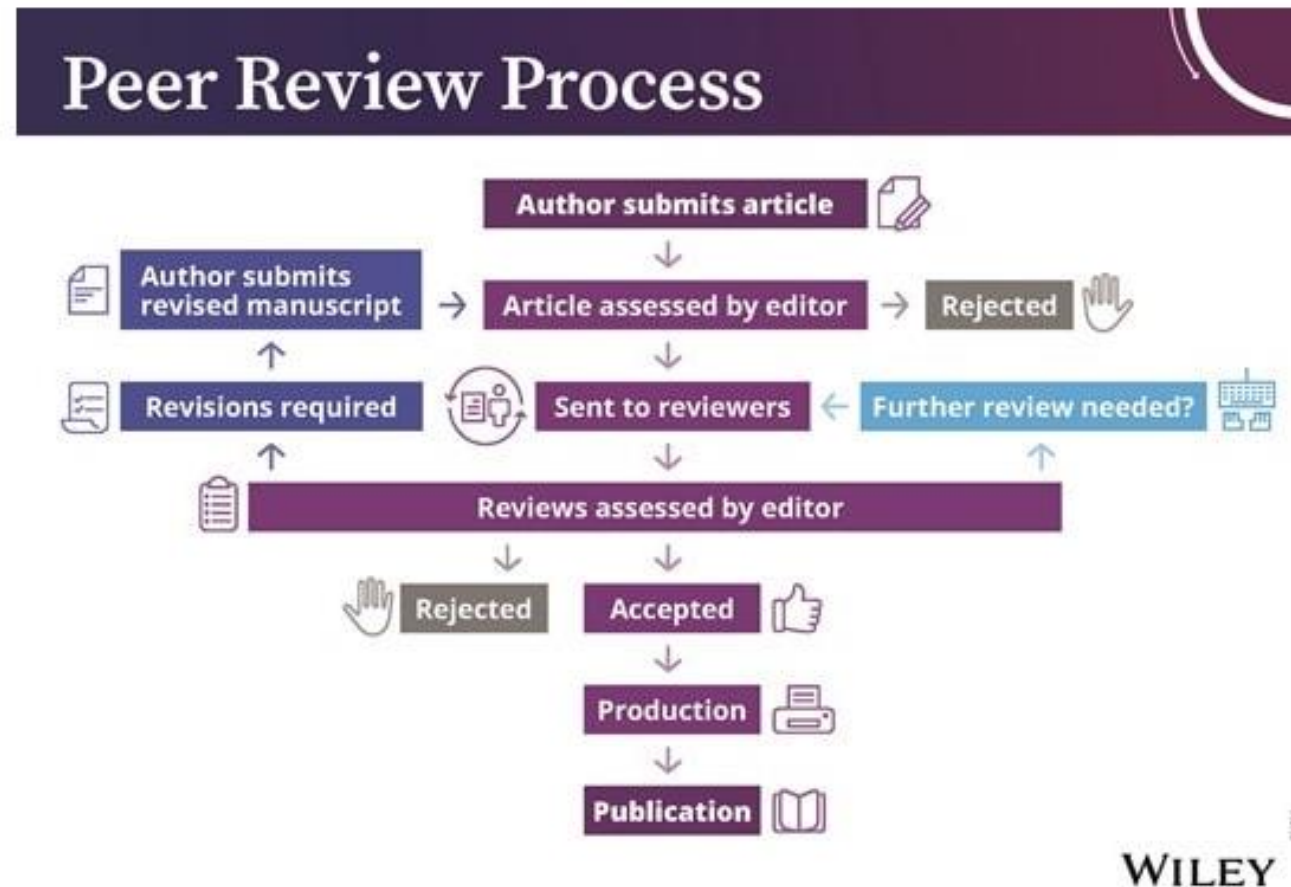 Peer Review Process
Author submits article
Author submits
revised manuscript
Article assessed by editor
Rejected
Revisions required
Sent to reviewers
Further review needed?
Reviews assessed by editor
Rejected
Accepted
Production
Publication
WILEY